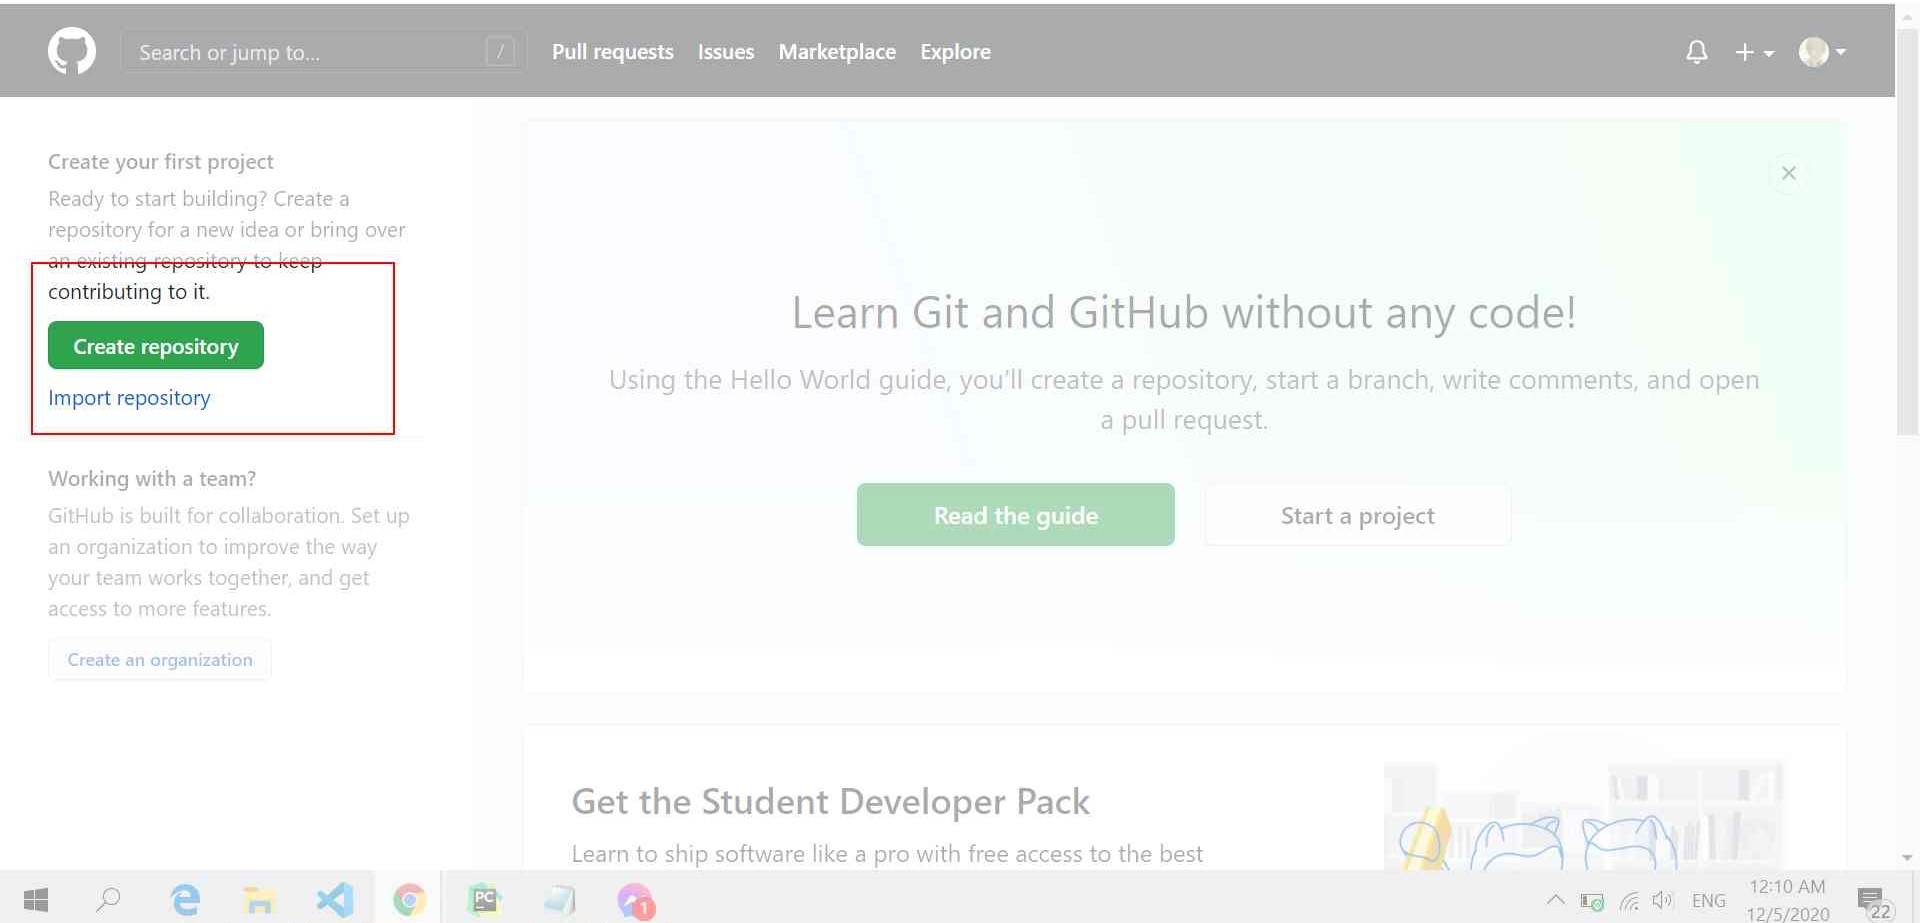 Search or jump to... /
Pull requests Issues Marketplace Explore
Create your first project
Ready to start building? Create a
repository for a new idea or bring over
an existing repository to keep
contributing to it.
Create repository
Import repository
Working with a team?
GitHub is built for collaboration. Set up
an organization to improve the way
your team works together, and get
access to more features.
Create an organization
Learn Git and GitHub without any code!
Using the Hello World guide, you'll create a repository, start a branch, write comments, and open
a pull request.
Read the guide Start a project
Get the Student Developer Pack
Learn to ship software like a pro with free access to the best
PC
1
ENG
12:10 AM
12/5/2020
22